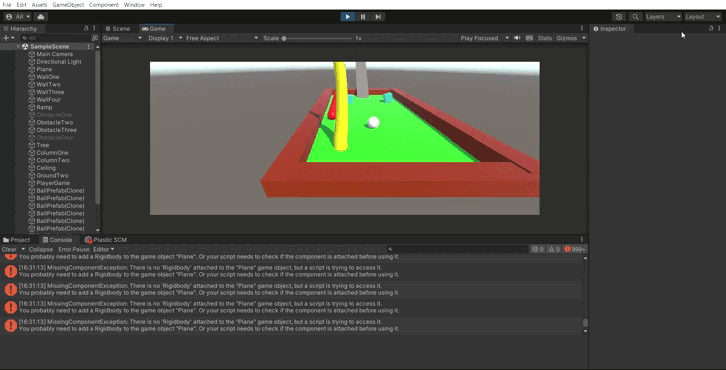 File Edit Assets GameObject Component Window Help
AR
Layers Layout
Hierarchy
Scene Game
Inspector
All
Game Display 1 Free Aspect Scale 1x Play Focused Stats Gizmos
SampleScene
Main Camera
Directional Light
Plane
WallOne
WallTwo
WallThree
WallFour
Ramp
ObstacleOne
ObstacleTwo
ObstacleThree
ObstacleFour
Tree
ColumnOne
ColumnTwo
Ceiling
GroundTwo
PlayerGame
BallPrefab(Clone)
BallPrefab(Clone)
BallPrefab(Clone)
BallPrefab(Clone)
BallPrefab(Clone)
BallPrefab(Clone)
Project Console Plastic SCM
Clear Collapse Error Pause Editor 0 0 999+
You probably need to add a Rigidbody to the game object "Plane". Or your script needs to check if the component is attached before using it.
[16:31:13] MissingComponentException: There is no 'Rigidbody' attached to the "Plane" game object, but a script is trying to access it.
You probably need to add a Rigidbody to the game object "Plane". Or your script needs to check if the component is attached before using it.
[16:31:13] MissingComponentException: There is no 'Rigidbody' attached to the "Plane" game object, but a script is trying to access it.
You probably need to add a Rigidbody to the game object "Plane". Or your script needs to check if the component is attached before using it.
[16:31:13] MissingComponentException: There is no 'Rigidbody' attached to the "Plane" game object, but a script is trying to access it.
You probably need to add a Rigidbody to the game object "Plane". Or your script needs to check if the component is attached before using it.
[16:31:13] MissingComponentException: There is no 'Rigidbody' attached to the "Plane" game object, but a script is trying to access it.
You probably need to add a Rigidbody to the game object "Plane". Or your script needs to check if the component is attached before using it.